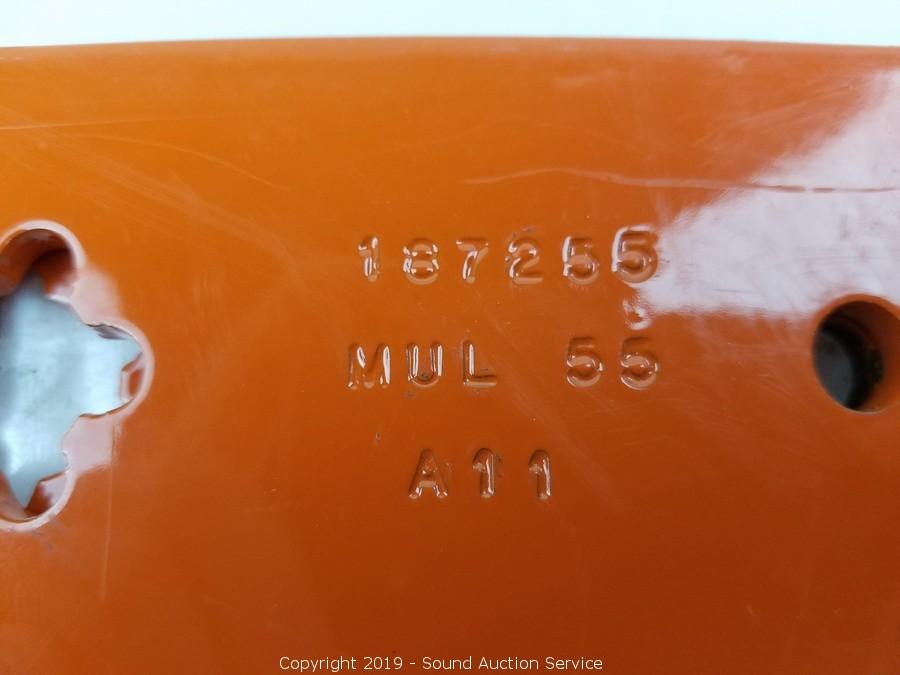 187255
MUL 55
A11
Copyright 2019 - Sound Auction Service